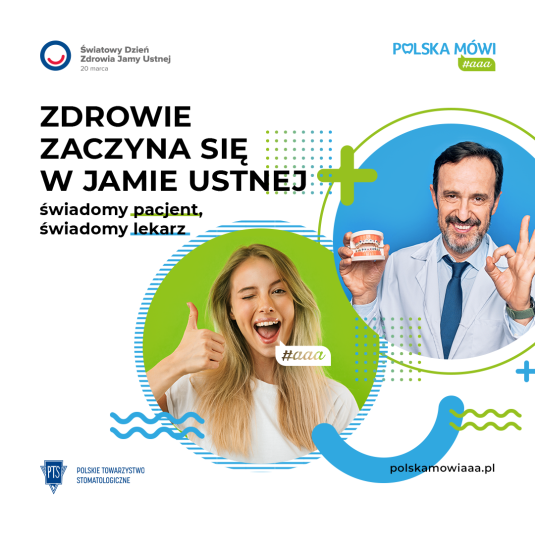 Światowy Dzień
Zdrowia Jamy Ustnej
20 marca
POLSKA MÓWI
#aaa
ZDROWIE
ZACZYNA SIĘ
W JAMIE USTNEJ
świadomy pacjent,
świadomy lekarz
#aaa
PTS
POLSKIE TOWARZYSTWO
STOMATOLOGICZNE
polskamowiaaa.pl